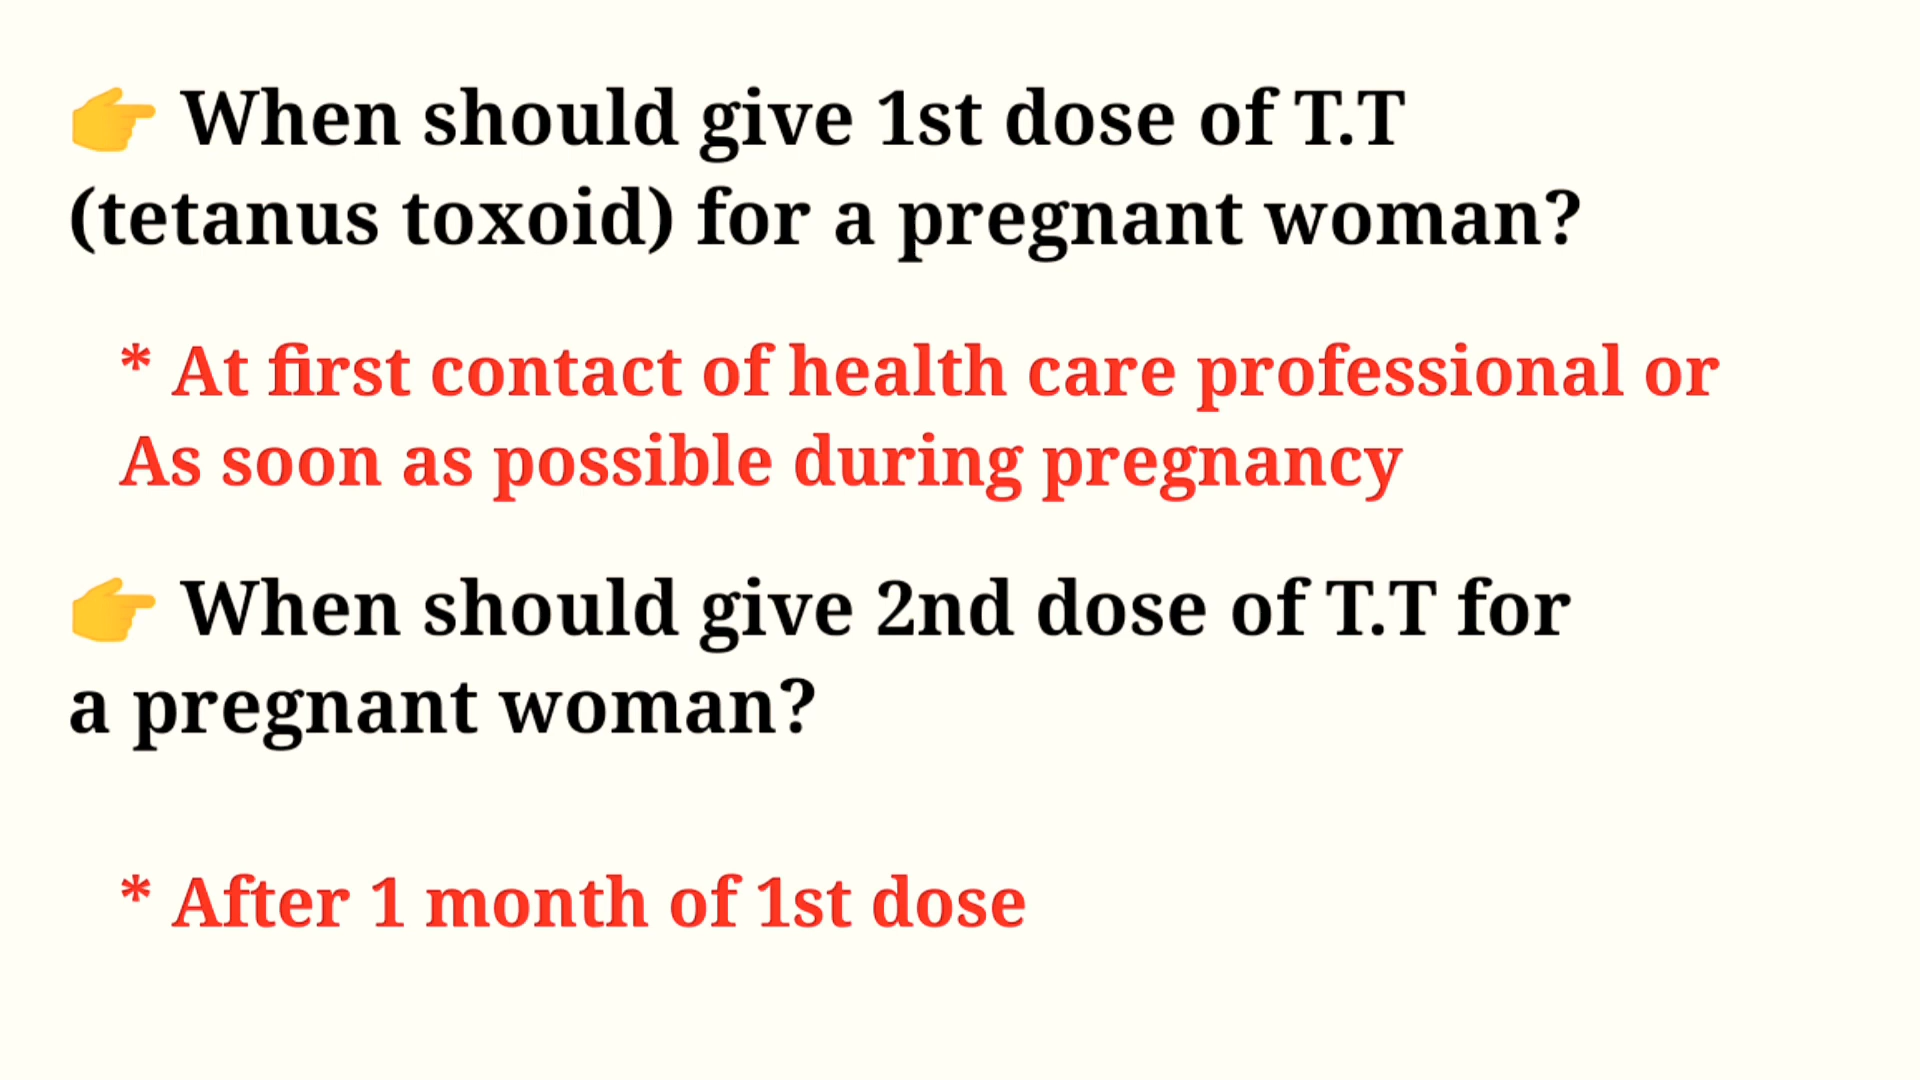 👉 When should give 1st dose of T.T
(tetanus toxoid) for a pregnant woman?
* At first contact of health care professional or
As soon as possible during pregnancy
👉 When should give 2nd dose of T.T for
a pregnant woman?
* After 1 month of 1st dose